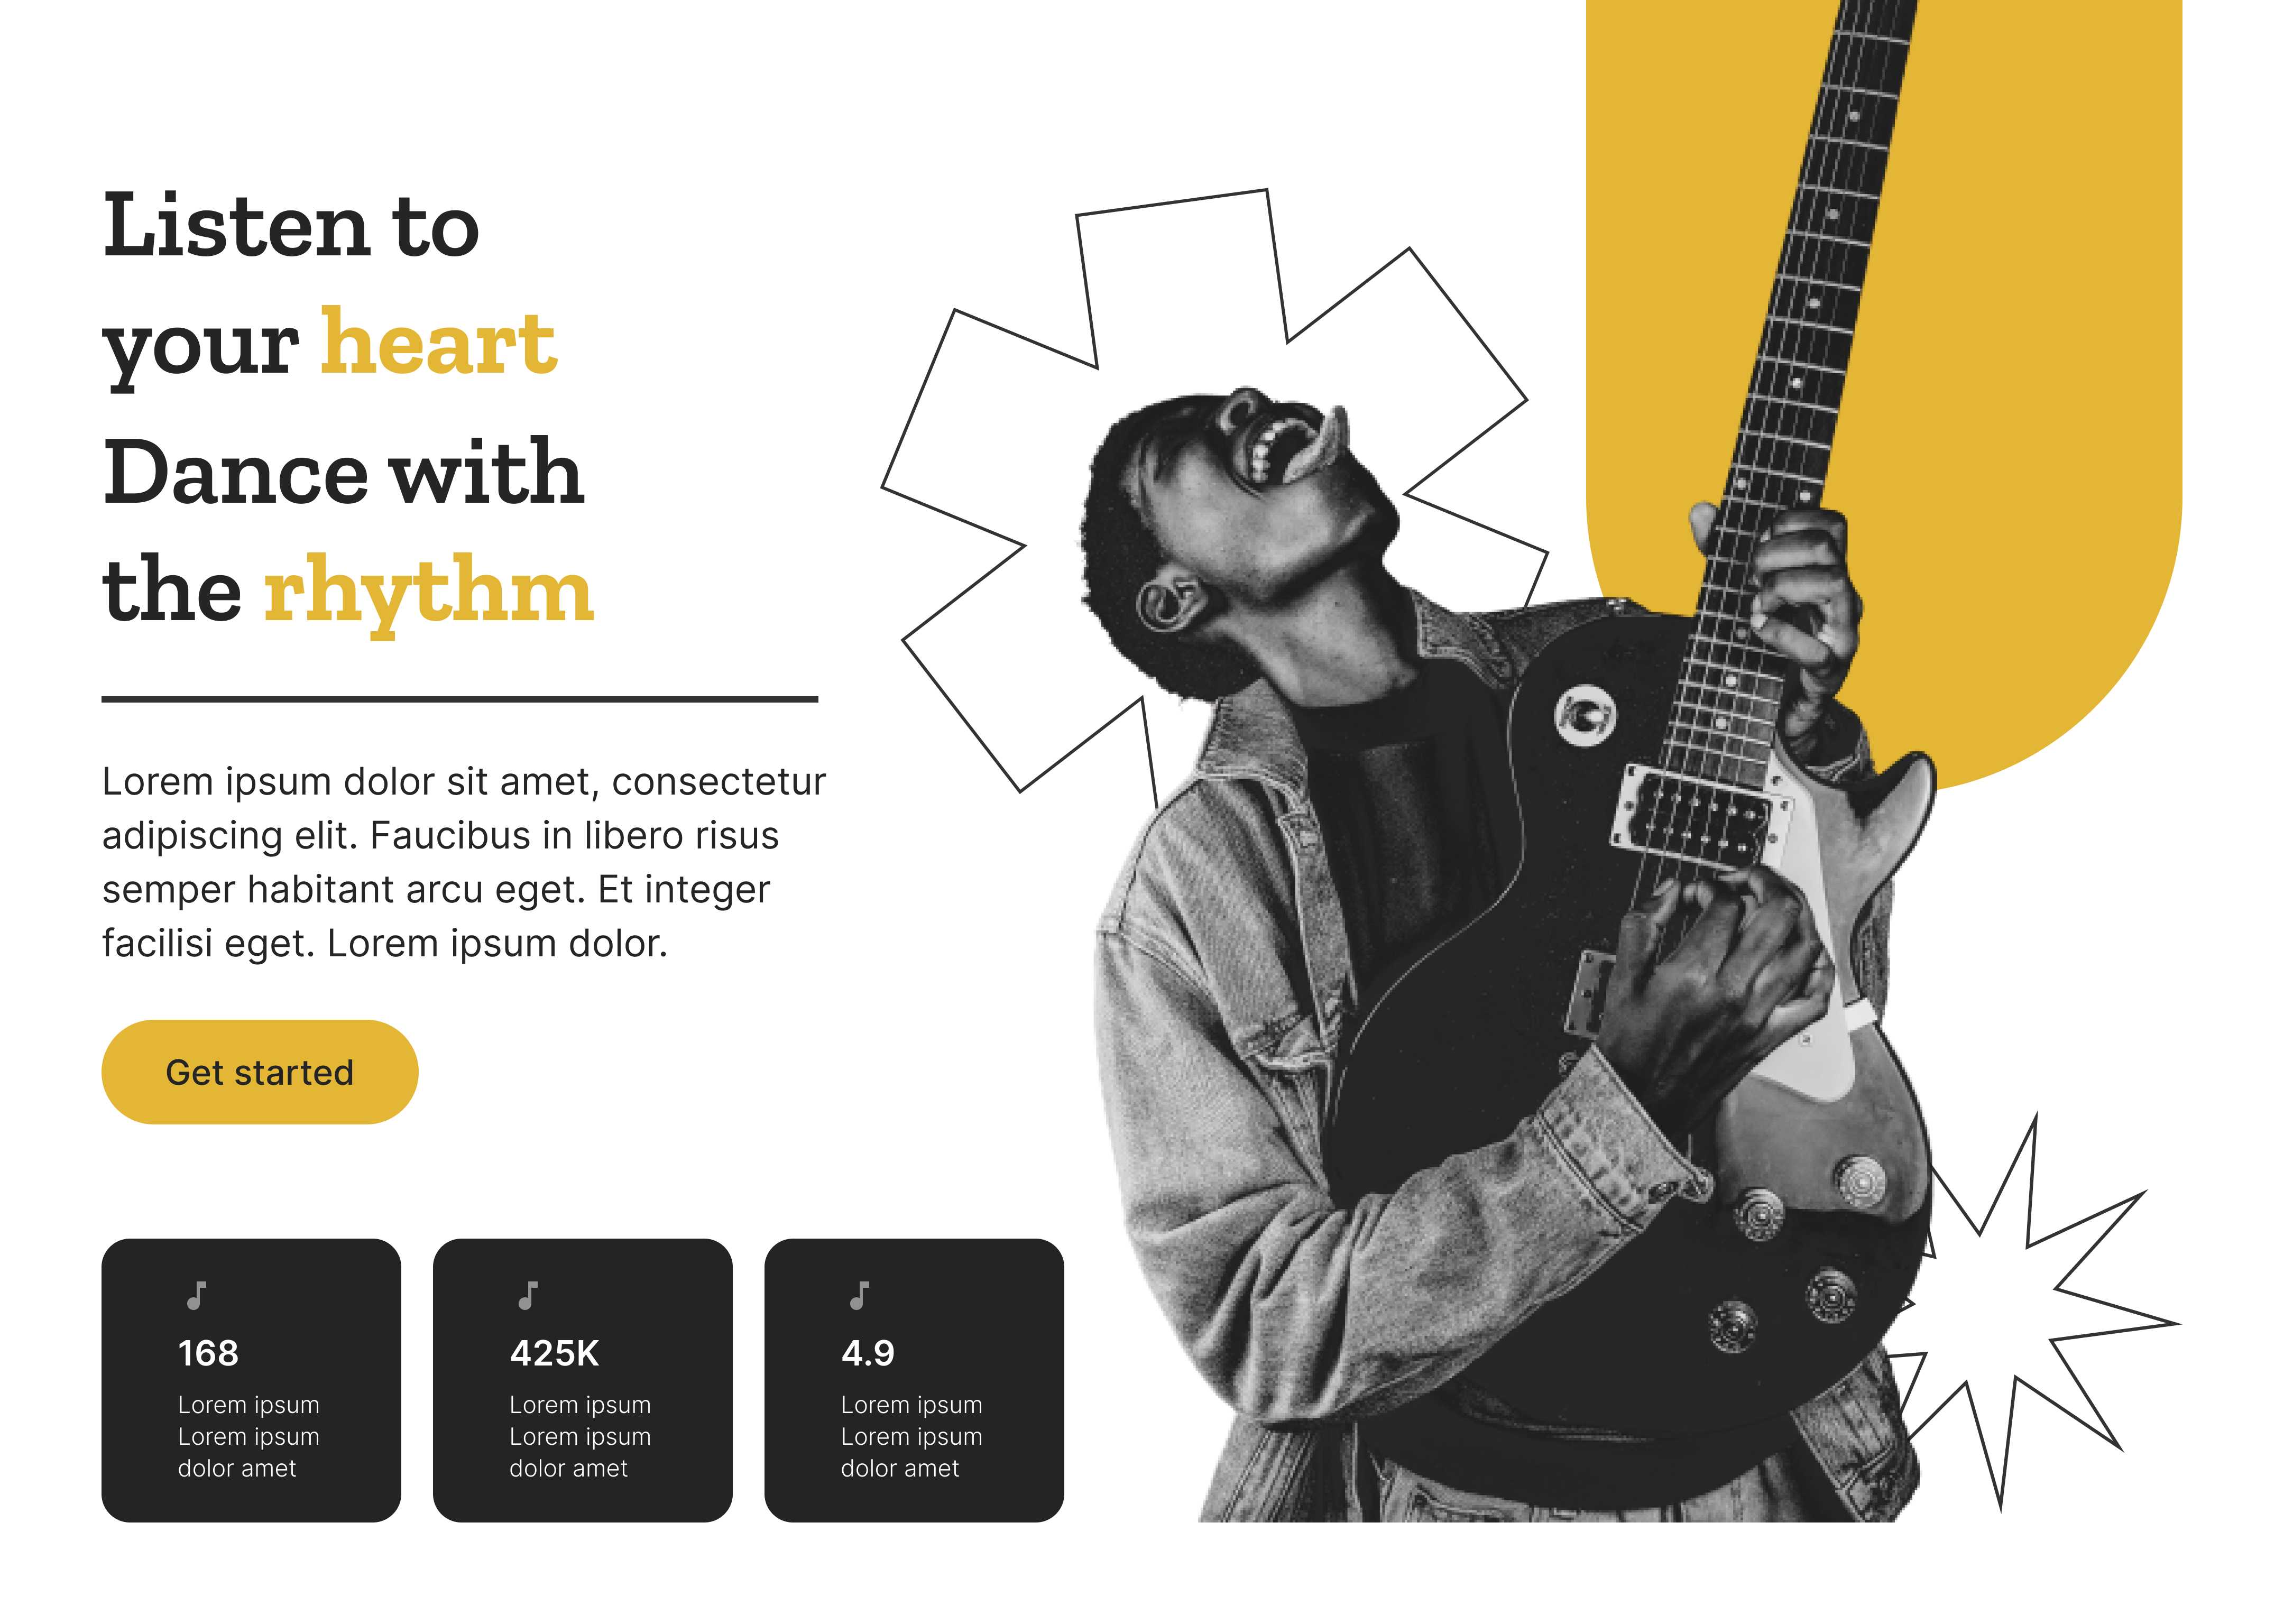 Listen to
your heart
Dance with
the rhythm
Lorem ipsum dolor sit amet, consectetur
adipiscing elit. Faucibus in libero risus
semper habitant arcu eget. Et integer
facilisi eget. Lorem ipsum dolor.
Get started
168
Lorem ipsum
Lorem ipsum
dolor amet
425K
Lorem ipsum
Lorem ipsum
dolor amet
4.9
Lorem ipsum
Lorem ipsum
dolor amet